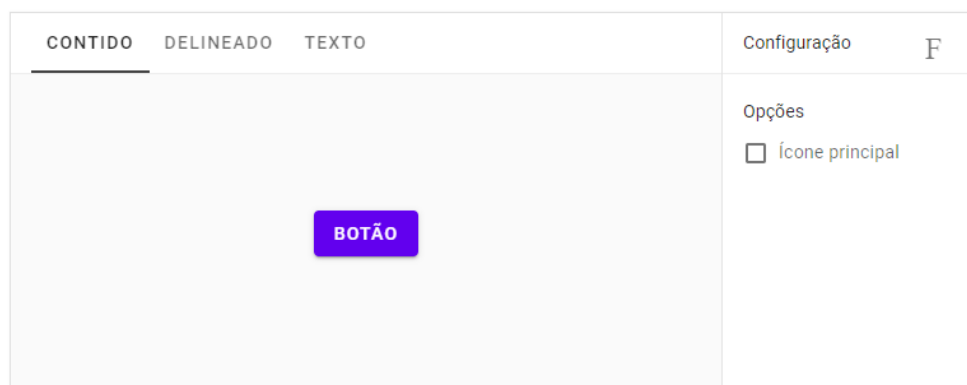 CONTIDO DELINEADO TEXTO
Configuração F
Opções
Ícone principal
BOTÃO